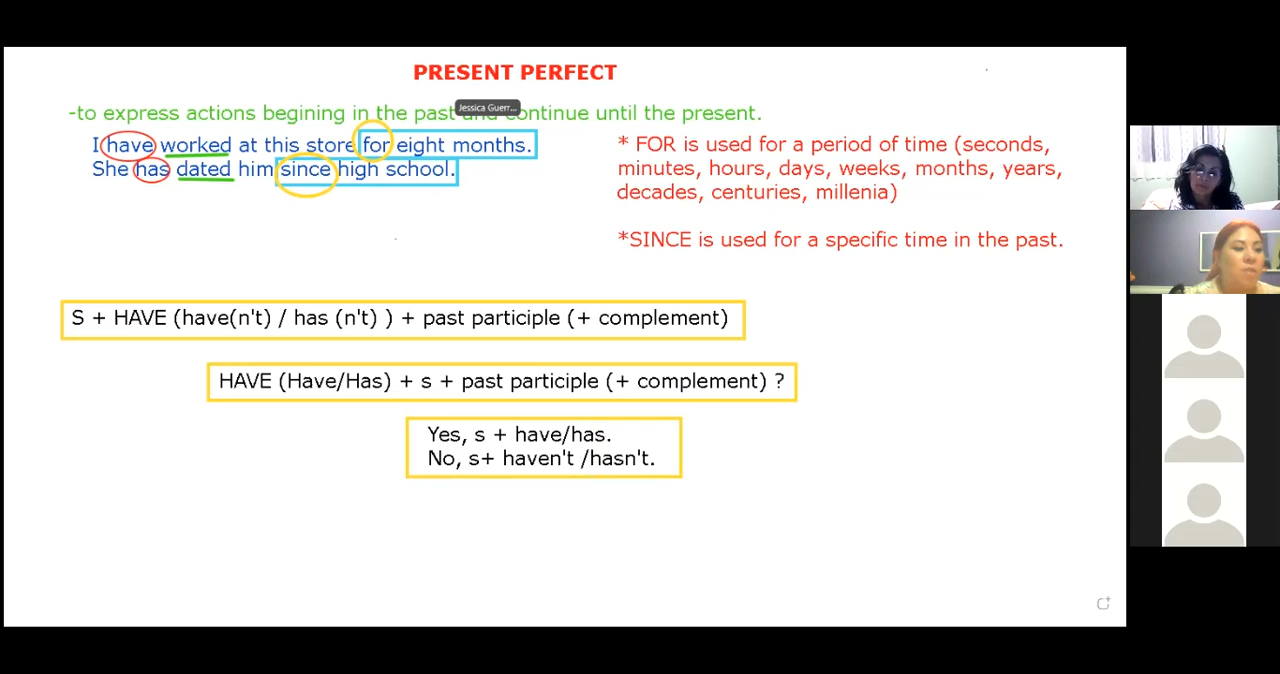 PRESENT PERFECT
-to express actions begining in the past and continue until the present.
Jessica Guerr...
I have worked at this store for eight months.
She has dated him since high school.
* FOR is used for a period of time (seconds,
minutes, hours, days, weeks, months, years,
decades, centuries, millenia)
*SINCE is used for a specific time in the past.
S + HAVE (have(n't) / has (n't) ) + past participle (+ complement)
HAVE (Have/Has) + s + past participle (+ complement) ?
Yes, s + have/has.
No, s+ haven't /hasn't.